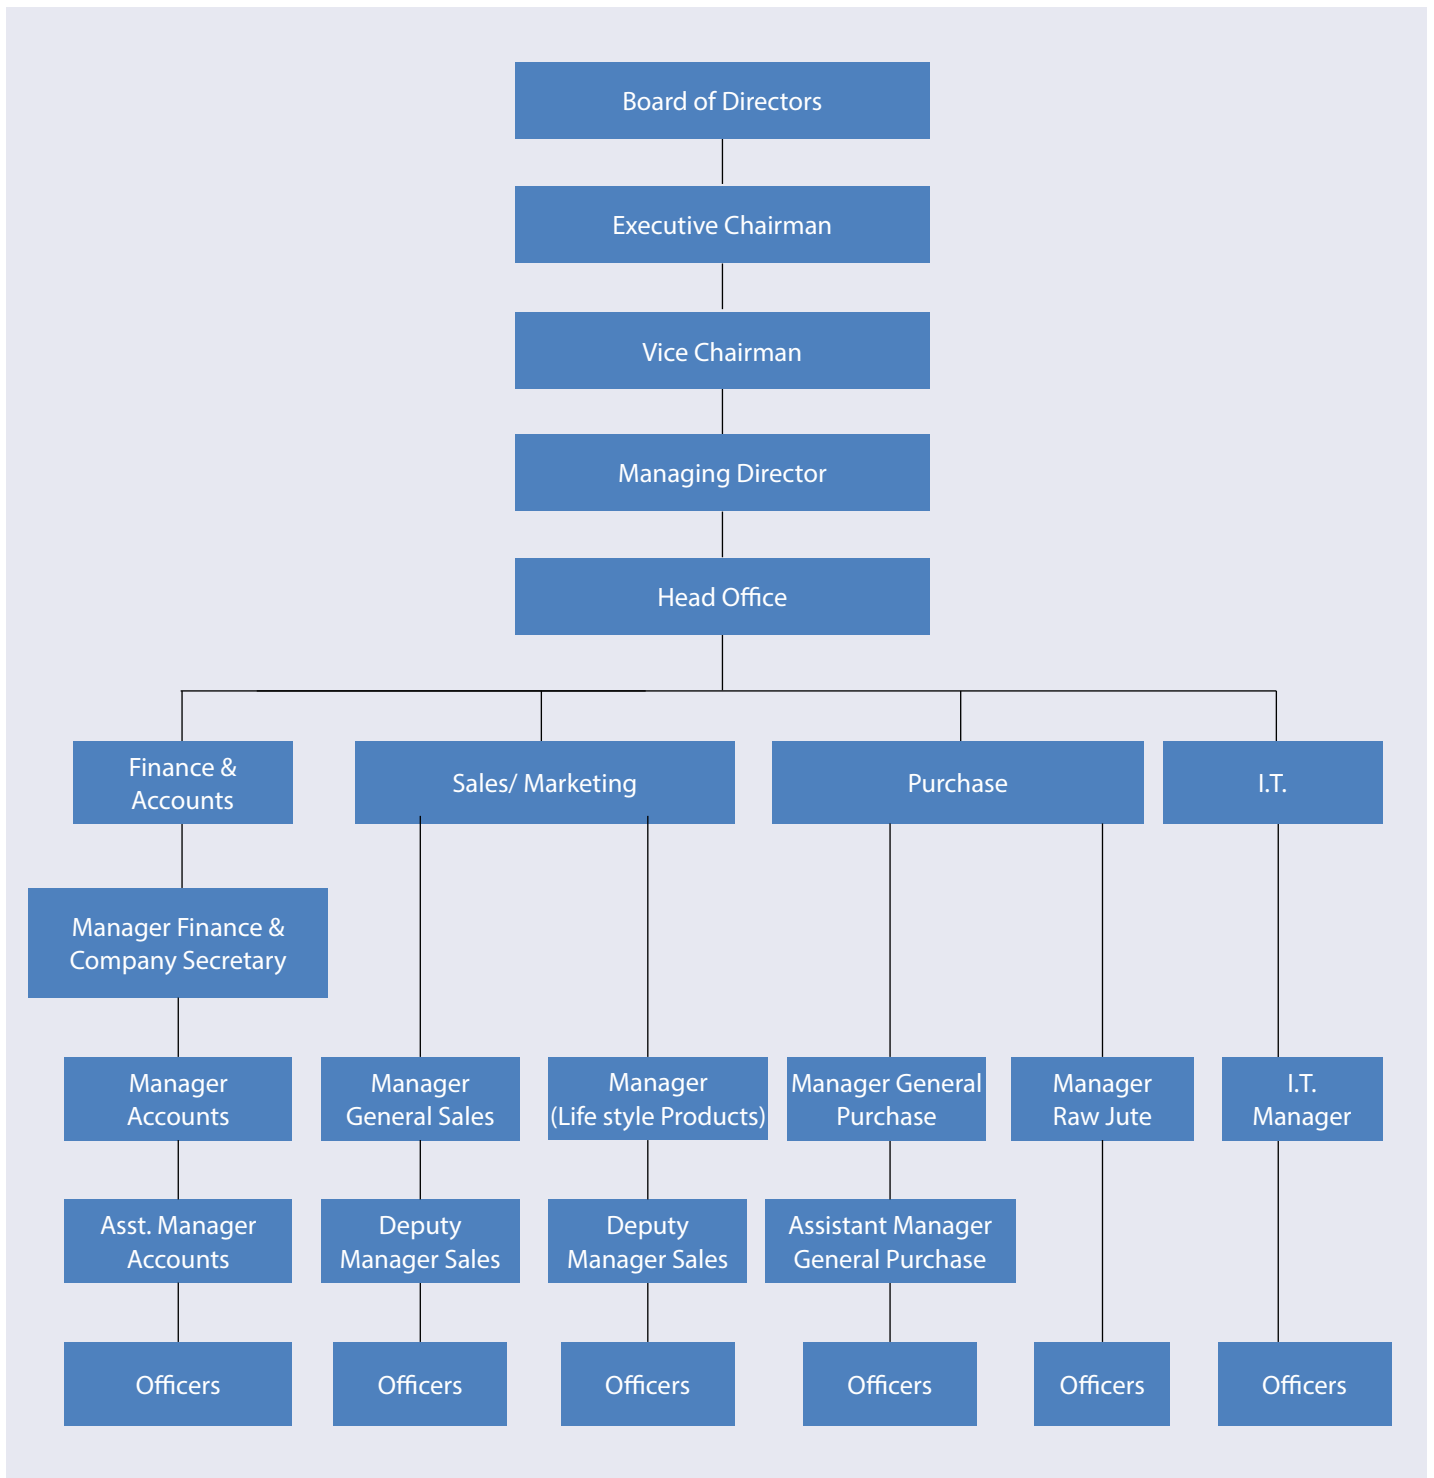 Board of Directors
Executive Chairman
Vice Chairman
Managing Director
Head Office
Finance &
Accounts
Sales/ Marketing
Purchase
I.T.
Manager Finance &
Company Secretary
Manager
Accounts
Manager
General Sales
Manager
(Life style Products)
Manager General
Purchase
Manager
Raw Jute
I.T.
Manager
Asst. Manager
Accounts
Deputy
Manager Sales
Deputy
Manager Sales
Assistant Manager
General Purchase
Officers
Officers
Officers
Officers
Officers
Officers